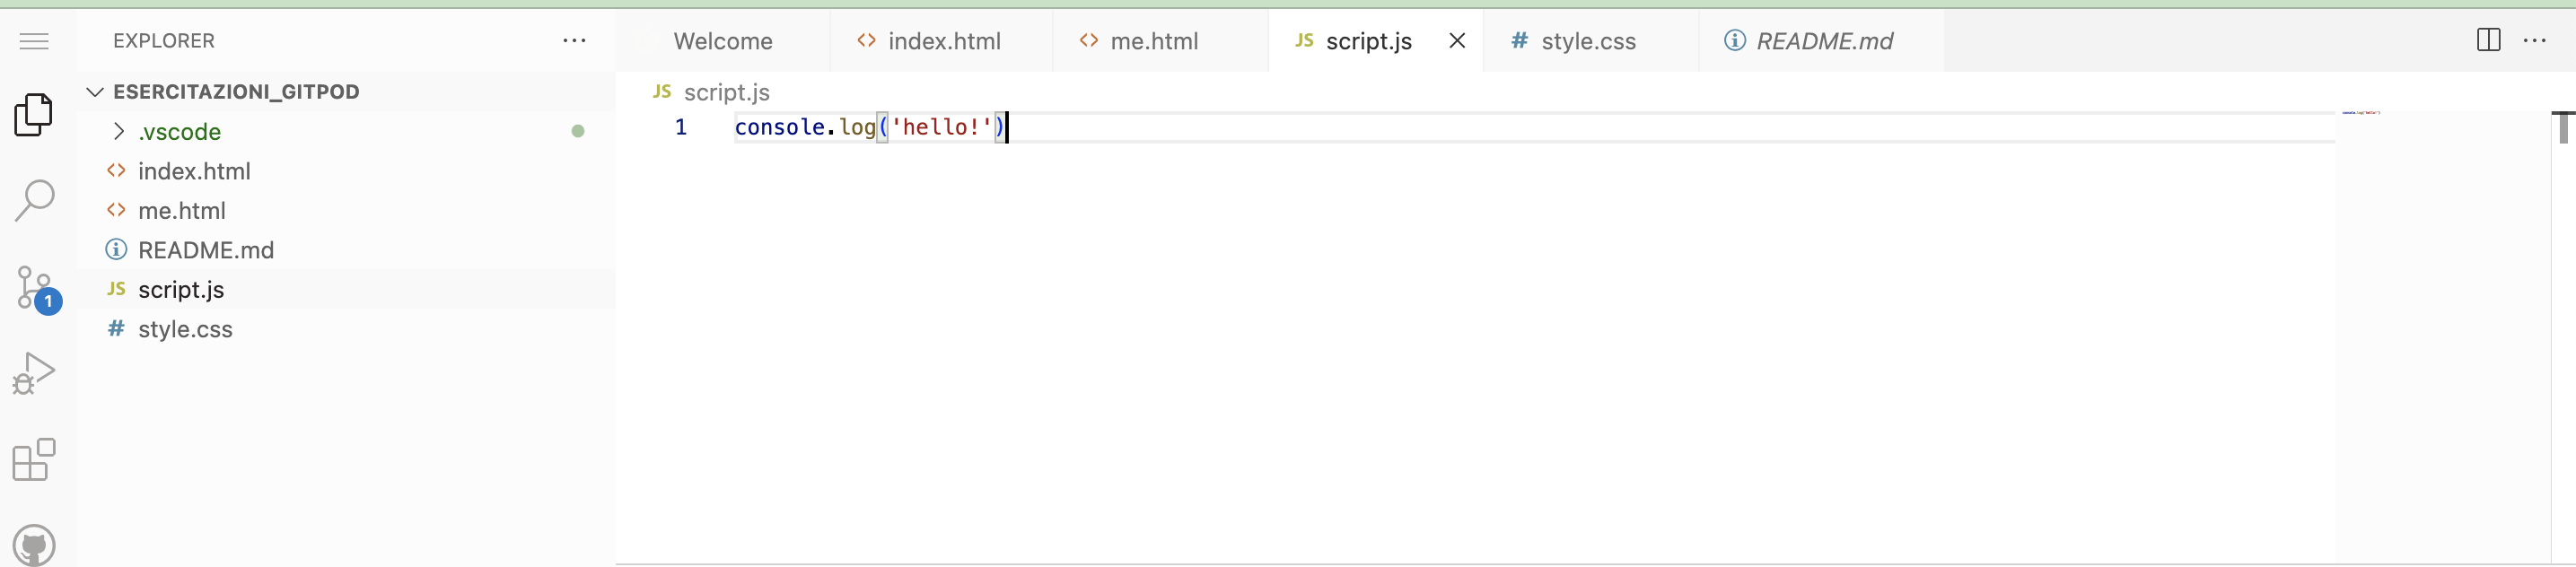 EXPLORER
Welcome
index.html
me.html
JS script.js
# style.css
README.md
ESERCITAZIONI_GITPOD
.vscode
index.html
me.html
README.md
JS script.js
# style.css
1
JS script.js
1 console.log('hello!')